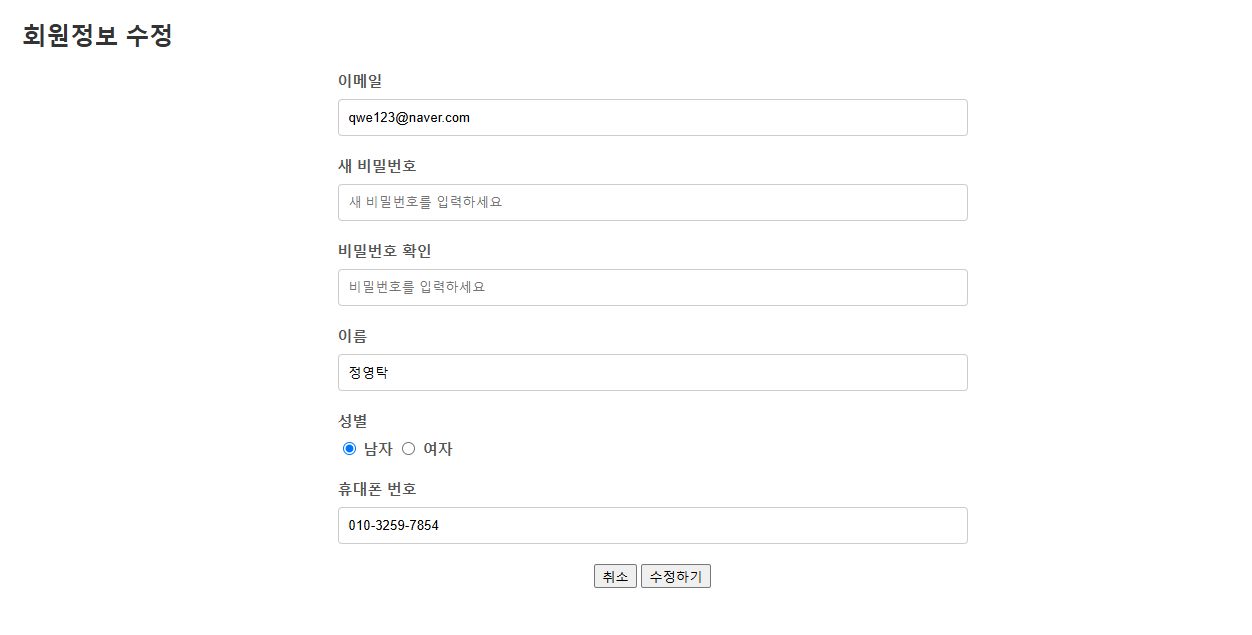 회원정보 수정
이메일
qwe123@naver.com
새 비밀번호
새 비밀번호를 입력하세요
비밀번호 확인
비밀번호를 입력하세요
이름
정영탁
성별
남자 여자
휴대폰 번호
010-3259-7854
취소 수정하기